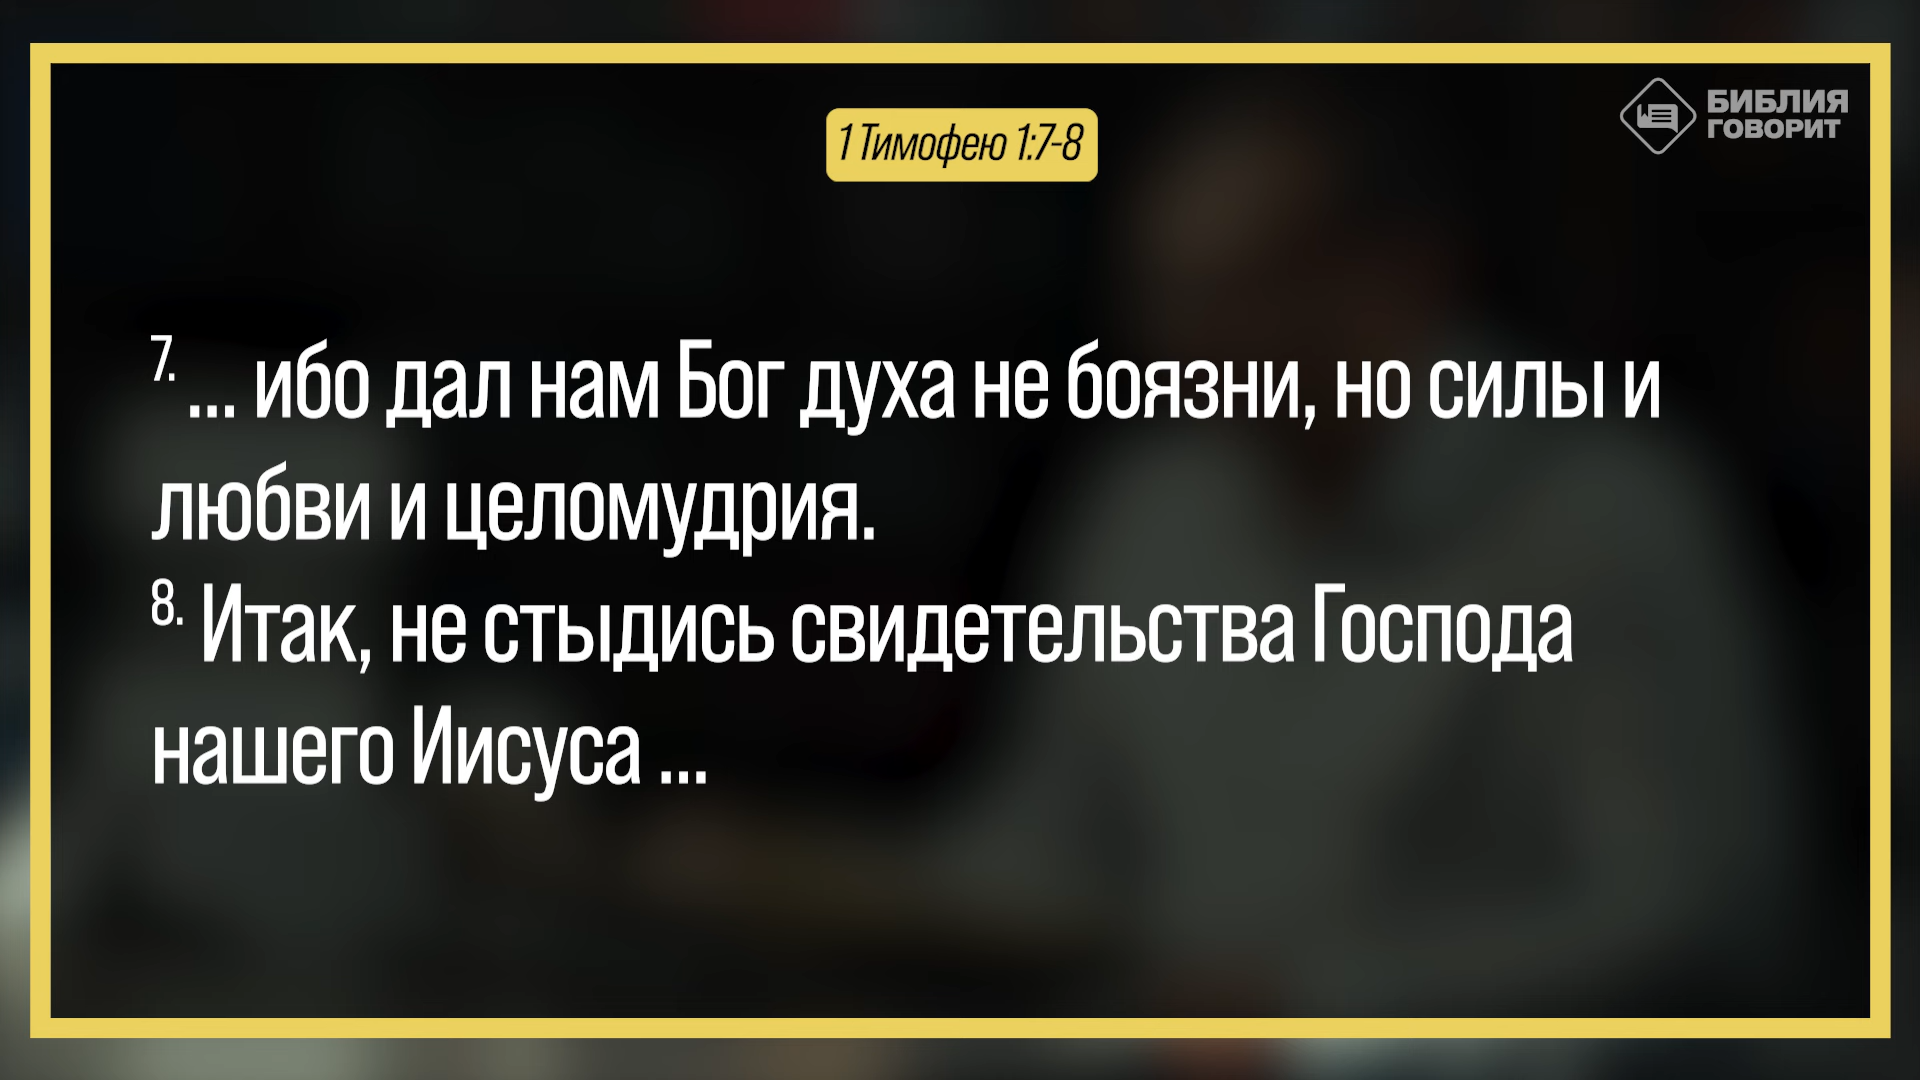 БИБЛИЯ
ГОВОРИТ
1 Тимофею 1:7-8
7. ... ибо дал нам Бог духа не боязни, но силы и
любви и целомудрия.
8. Итак, не стыдись свидетельства Господа
нашего Иисуса ...